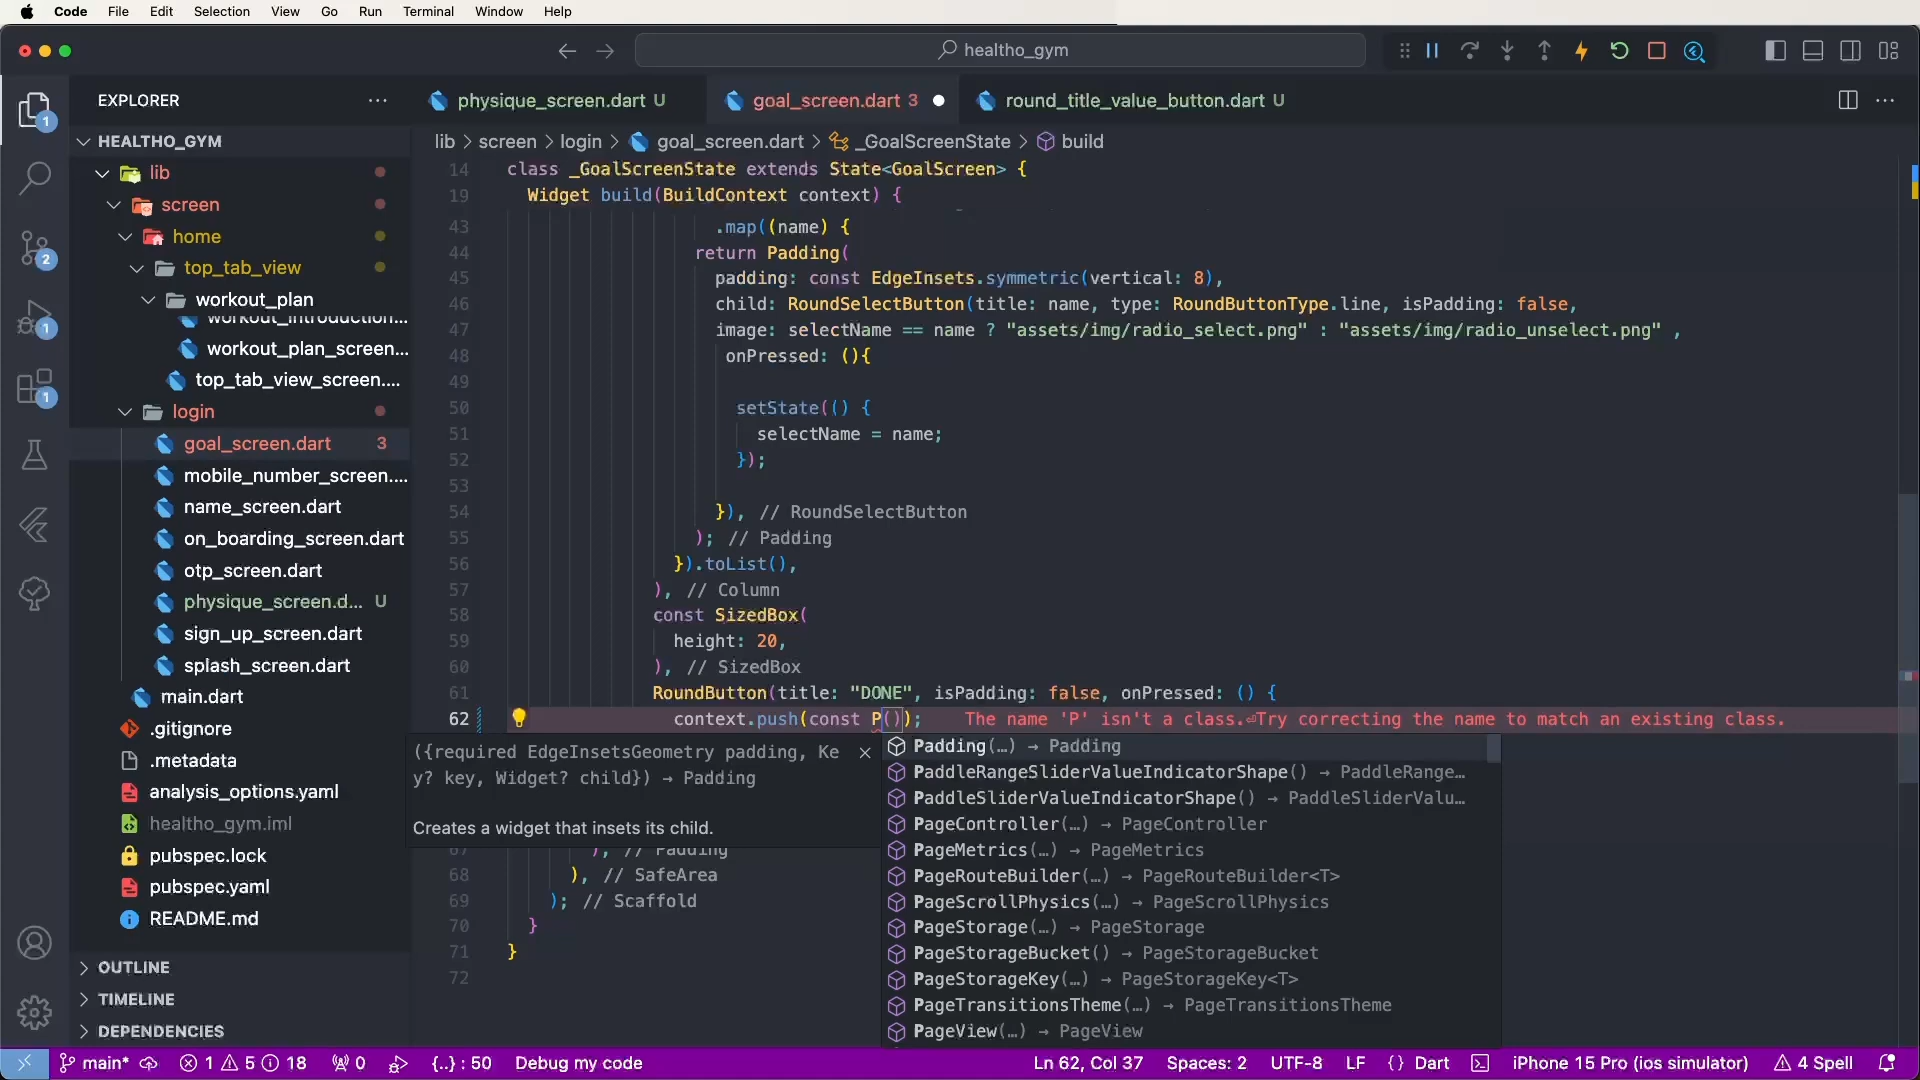 Code File Edit Selection View Go Run Terminal Window Help
healtho_gym
EXPLORER
physique_screen.dart U
goal_screen.dart 3
round_title_value_button.dart U
HEALTHO_GYM
lib > screen > login > goal_screen.dart > _GoalScreenState > build
lib
screen
home
top_tab_view
workout_plan
workout_introduction...
workout_plan_screen...
top_tab_view_screen....
login
goal_screen.dart 3
mobile_number_screen....
name_screen.dart
on_boarding_screen.dart
otp_screen.dart
physique_screen.d... U
sign_up_screen.dart
splash_screen.dart
main.dart
.gitignore
.metadata
analysis_options.yaml
healtho_gym.iml
pubspec.lock
pubspec.yaml
README.md
OUTLINE
TIMELINE
DEPENDENCIES
1
2
1
1
14 class _GoalScreenState extends State<GoalScreen> {
19 Widget build(BuildContext context) {
43 .map((name) {
44 return Padding(
45 padding: const EdgeInsets.symmetric(vertical: 8),
46 child: RoundSelectButton(title: name, type: RoundButtonType.line, isPadding: false,
47 image: selectName == name ? "assets/img/radio_select.png" : "assets/img/radio_unselect.png" ,
48 onPressed: (){
49
50 setState(() {
51 selectName = name;
52 });
53
54 }), // RoundSelectButton
55 ); // Padding
56 }).toList(),
57 ), // Column
58 const SizedBox(
59 height: 20,
60 ), // SizedBox
61 RoundButton(title: "DONE", isPadding: false, onPressed: () {
62 context.push(const P()); The name 'P' isn't a class.⏎Try correcting the name to match an existing class.
({required EdgeInsetsGeometry padding, Ke
y? key, Widget? child}) → Padding
Creates a widget that insets its child.
Padding(…) → Padding
PaddleRangeSliderValueIndicatorShape() → PaddleRange…
PaddleSliderValueIndicatorShape() → PaddleSliderValu…
PageController(…) → PageController
PageMetrics(…) → PageMetrics
PageRouteBuilder(…) → PageRouteBuilder<T>
PageScrollPhysics(…) → PageScrollPhysics
PageStorage(…) → PageStorage
PageStorageBucket() → PageStorageBucket
PageStorageKey(…) → PageStorageKey<T>
PageTransitionsTheme(…) → PageTransitionsTheme
PageView(…) → PageView
67 ), // Padding
68 ), // SafeArea
69 ); // Scaffold
70 }
71 }
72
main* 1 5 18 0 {..} : 50 Debug my code Ln 62, Col 37 Spaces: 2 UTF-8 LF {} Dart iPhone 15 Pro (ios simulator) 4 Spell